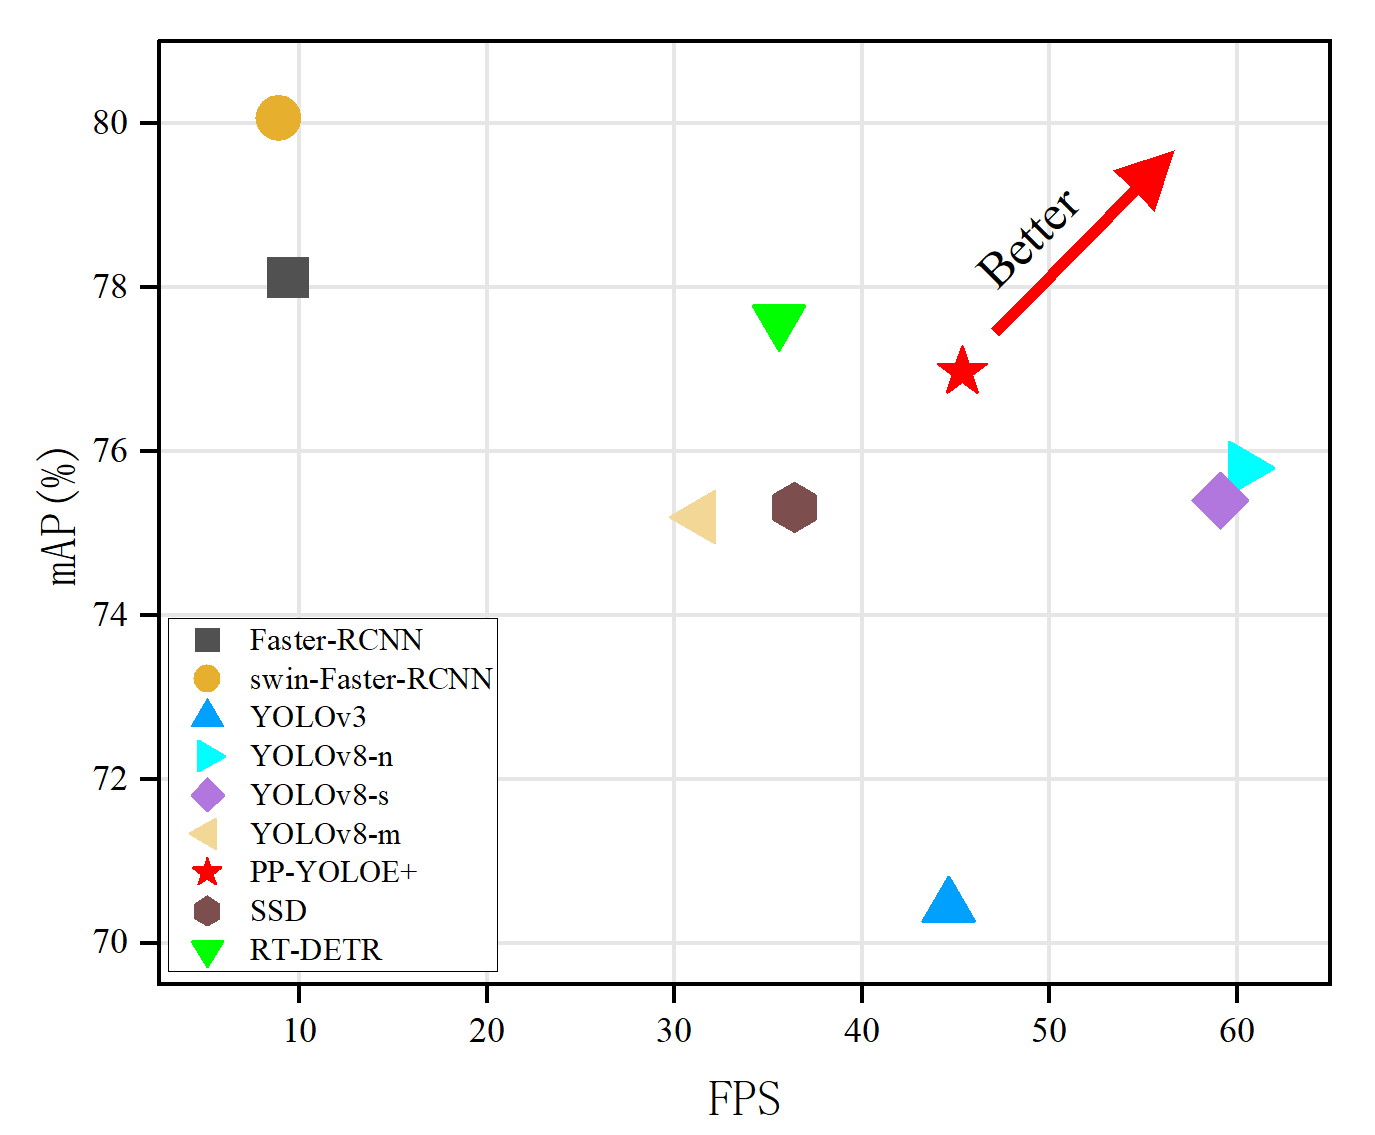 80
78
76
74
72
70
mAP (%)
Better
Faster-RCNN
swin-Faster-RCNN
YOLOv3
YOLOv8-n
YOLOv8-s
YOLOv8-m
PP-YOLOE+
SSD
RT-DETR
10 20 30 40 50 60
FPS